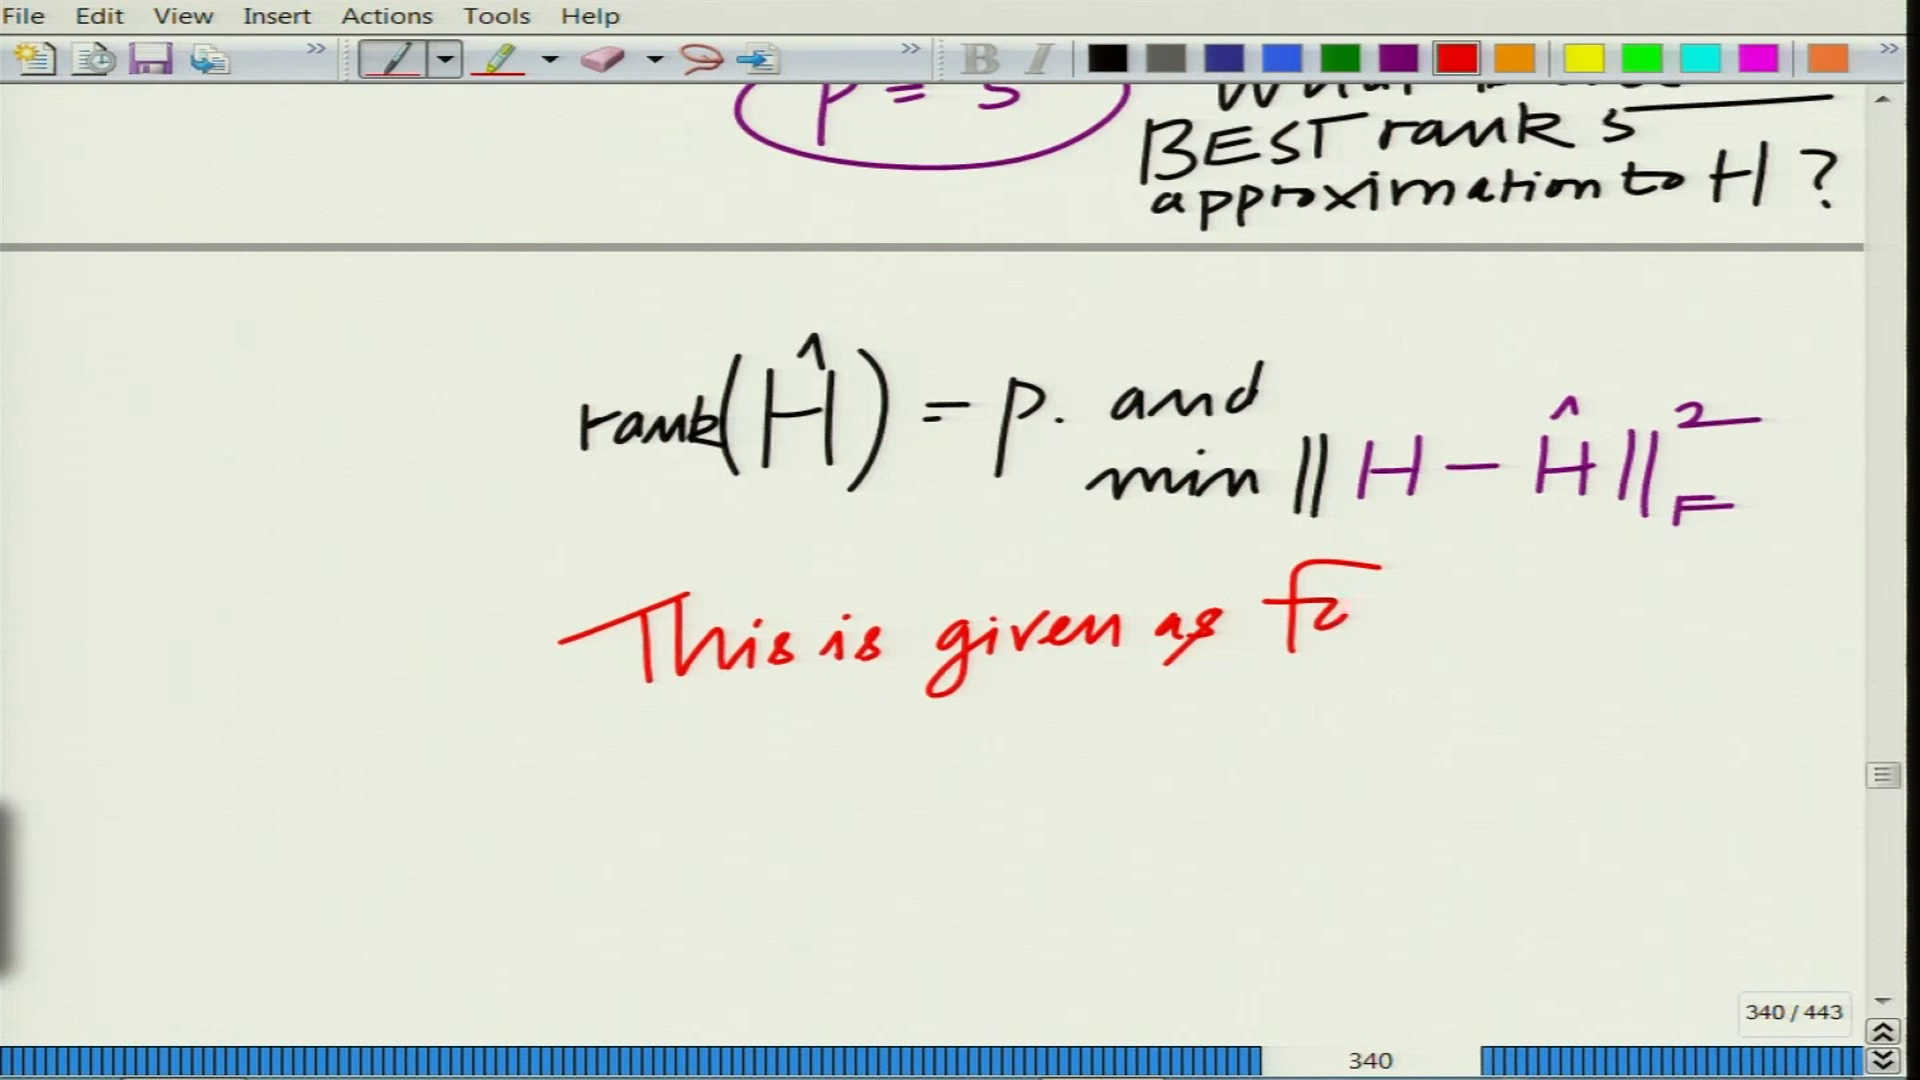 File Edit View Insert Actions Tools Help
B I
p = 5
BEST rank 5
approximation to H ?
rank(Ĥ) = p. and
min || H - Ĥ ||²_F
This is given as fo
340 / 443
340